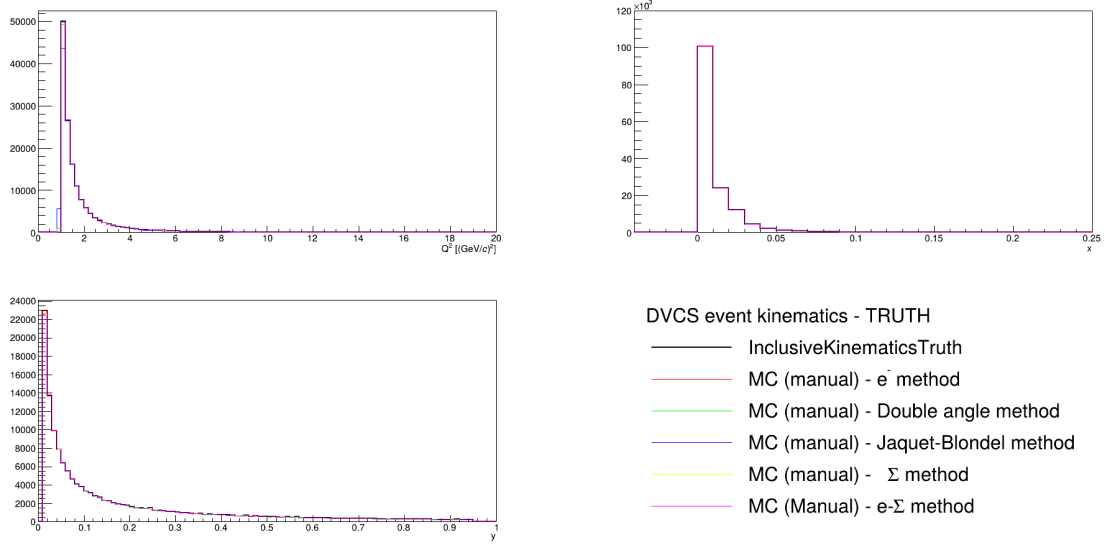 50000
40000
30000
20000
10000
0
0 2 4 6 8 10 12 14 16 18 20
Q² [(GeV/c)²]
×10³
120
100
80
60
40
20
0
0 0.05 0.1 0.15 0.2 0.25
x
24000
22000
20000
18000
16000
14000
12000
10000
8000
6000
4000
2000
0
0 0.1 0.2 0.3 0.4 0.5 0.6 0.7 0.8 0.9 1
y
DVCS event kinematics - TRUTH
InclusiveKinematicsTruth
MC (manual) - e⁻ method
MC (manual) - Double angle method
MC (manual) - Jaquet-Blondel method
MC (manual) - Σ method
MC (Manual) - e-Σ method